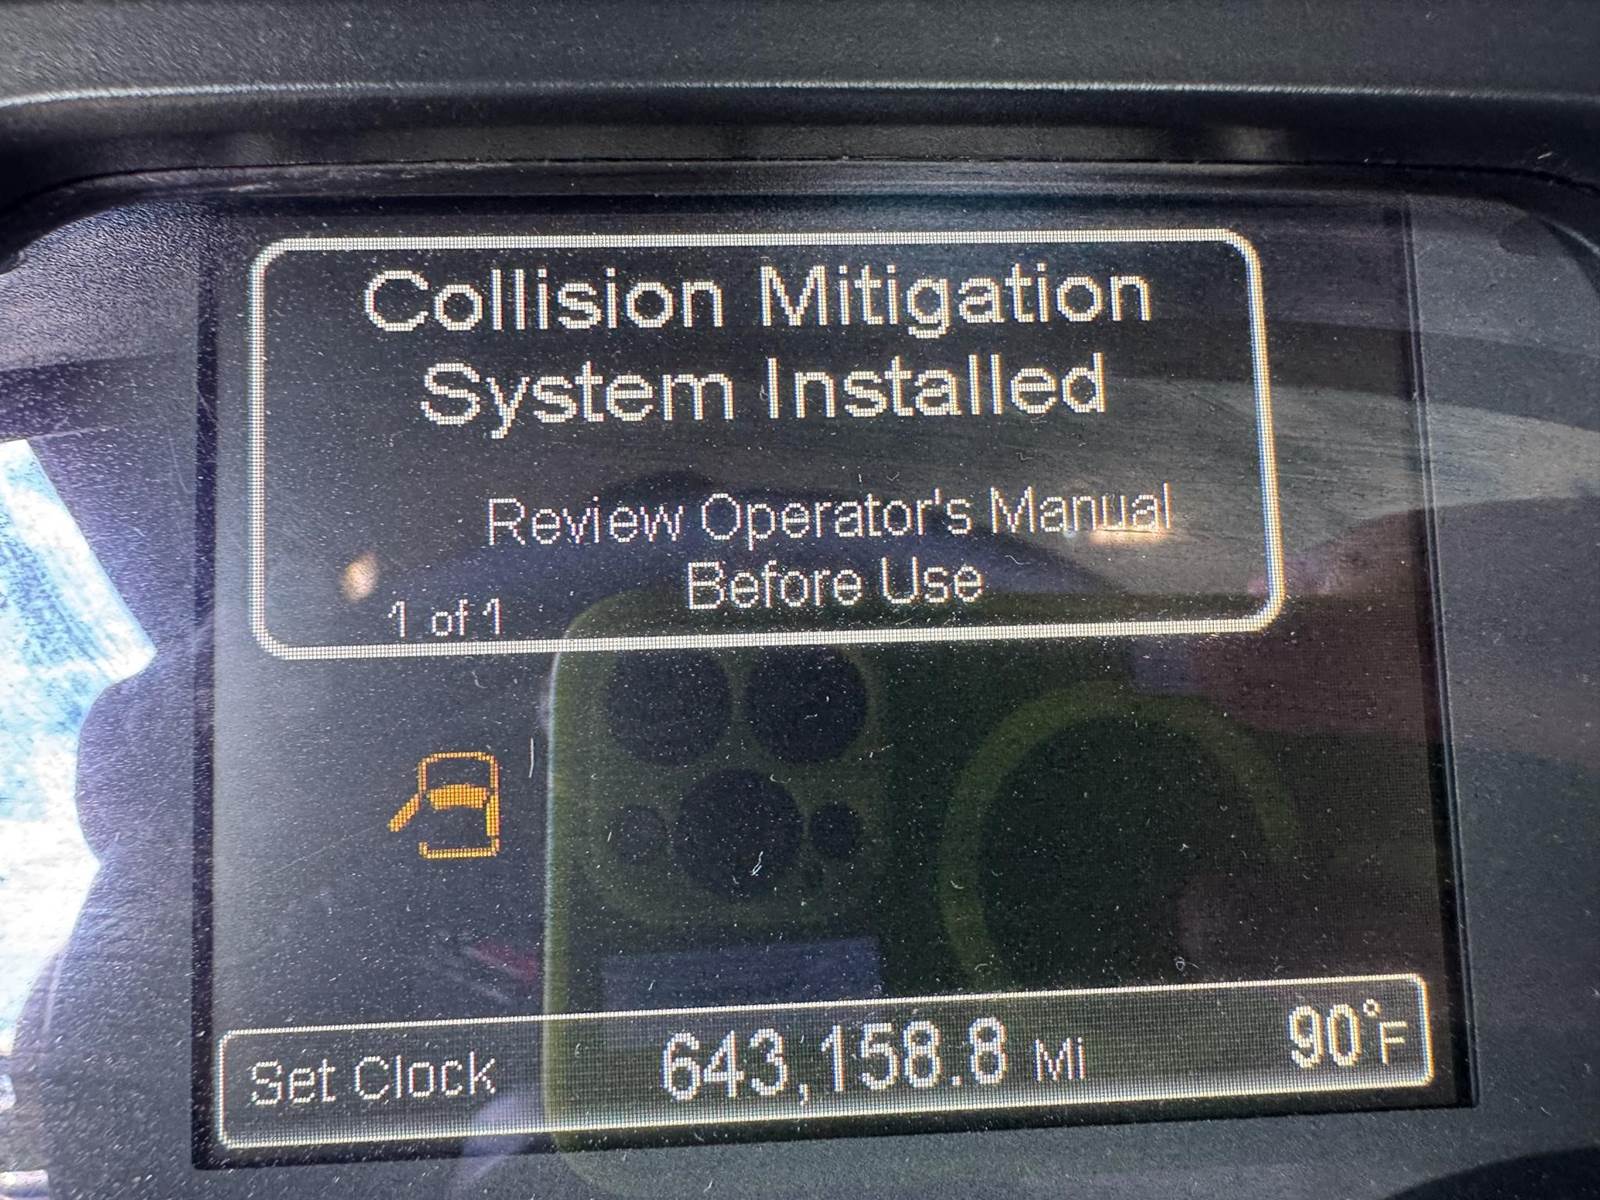 Collision Mitigation
System Installed
Review Operator's Manual
Before Use
1 of 1
Set Clock 643,158.8 Mi 90°F